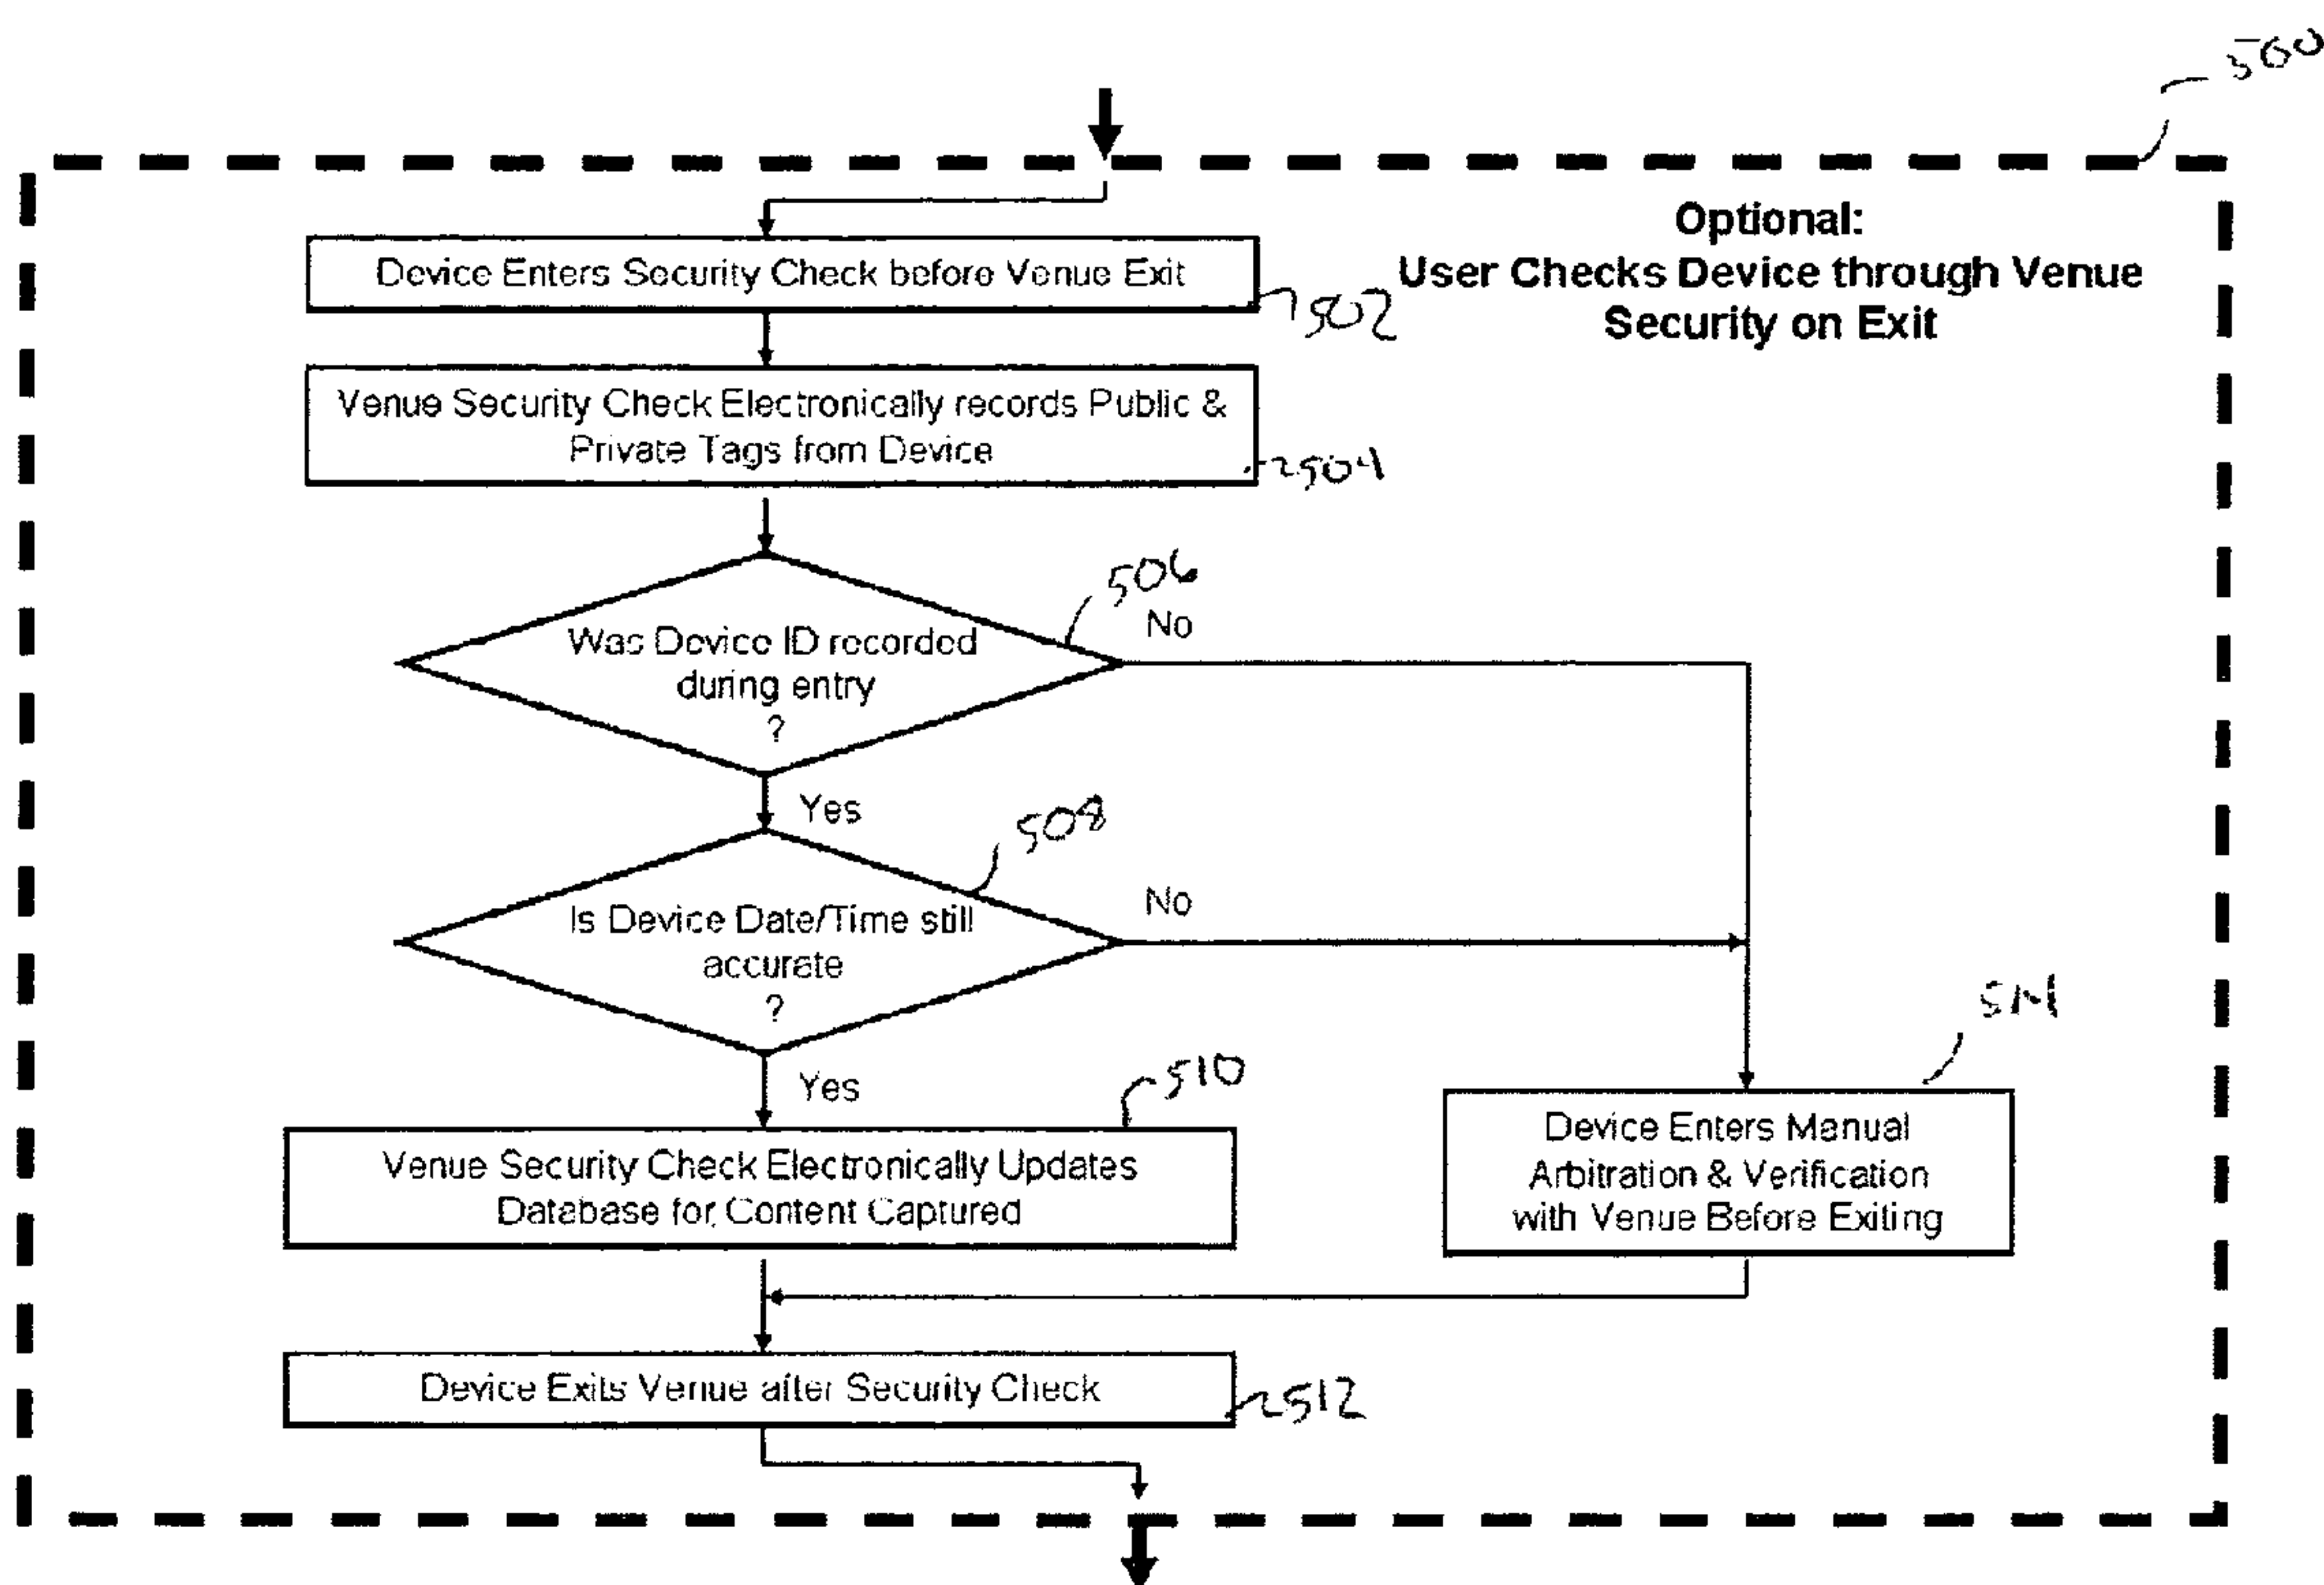 500
Optional:
User Checks Device through Venue
Security on Exit
Device Enters Security Check before Venue Exit
502
Venue Security Check Electronically records Public &
Private Tags from Device
504
506
Was Device ID recorded
during entry
?
No
Yes
508
Is Device Date/Time still
accurate
?
No
Yes
510
Venue Security Check Electronically Updates
Database for Content Captured
514
Device Enters Manual
Arbitration & Verification
with Venue Before Exiting
Device Exits Venue after Security Check
512